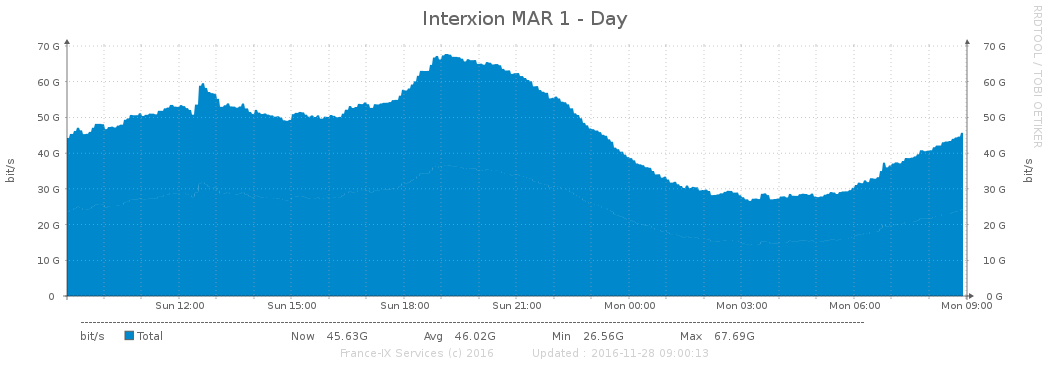 Interxion MAR 1 - Day
RRDTOOL / TOBI OETIKER
70 G 70 G
60 G 60 G
50 G 50 G
40 G 40 G
30 G 30 G
20 G 20 G
10 G 10 G
0 0 G
bit/s bit/s
Sun 12:00 Sun 15:00 Sun 18:00 Sun 21:00 Mon 00:00 Mon 03:00 Mon 06:00 Mon 09:00
bit/s Total Now 45.63G Avg 46.02G Min 26.56G Max 67.69G
France-IX Services (c) 2016 Updated : 2016-11-28 09:00:13